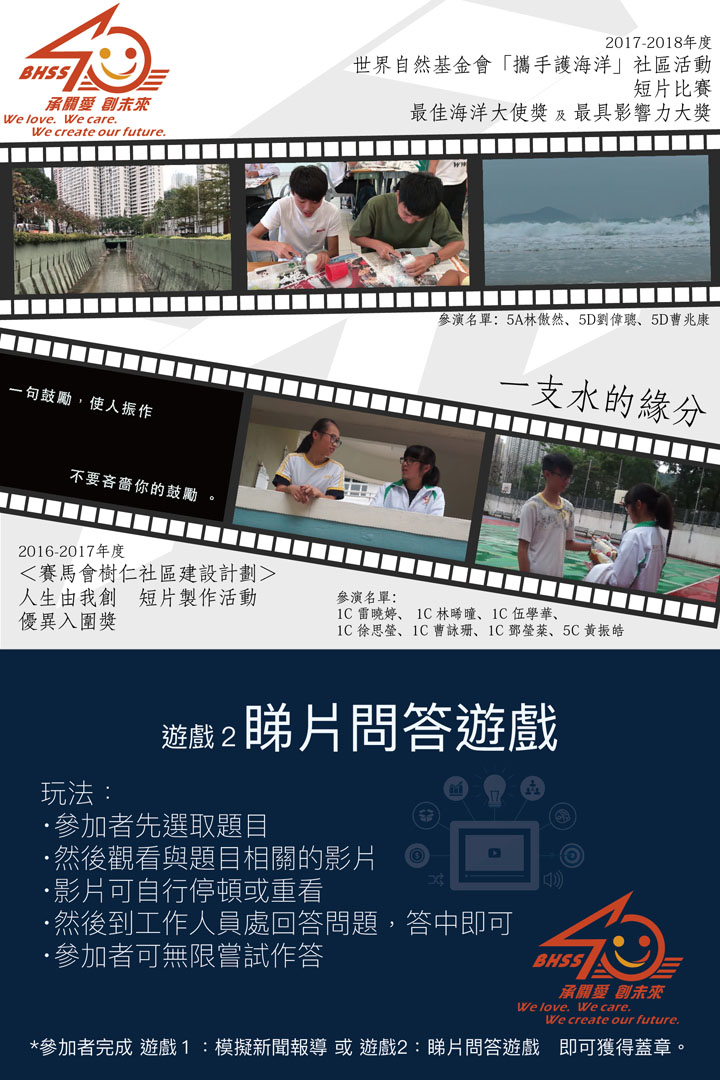 BHSS 40
承關愛 創未來
We love. We care.
We create our future.
2017-2018年度
世界自然基金會「攜手護海洋」社區活動
短片比賽
最佳海洋大使獎 及 最具影響力大獎
參演名單：5A林傲然、5D劉偉聰、5D曹兆康
一支水的緣分
一句鼓勵，使人振作
不要吝嗇你的鼓勵 。
2016-2017年度
＜賽馬會樹仁社區建設計劃＞
人生由我創 短片製作活動
優異入圍獎
參演名單：
1C 雷曉婷、 1C 林晞曈、1C 伍學華、
1C 徐思瑩、1C 曹詠珊、1C 鄧瑩棻、5C 黃振皓
遊戲 2 睇片問答遊戲
玩法：
·參加者先選取題目
·然後觀看與題目相關的影片
·影片可自行停頓或重看
·然後到工作人員處回答問題，答中即可
·參加者可無限嘗試作答
BHSS 40
承關愛 創未來
We love. We care.
We create our future.
*參加者完成 遊戲１：模擬新聞報導 或 遊戲2：睇片問答遊戲 即可獲得蓋章。